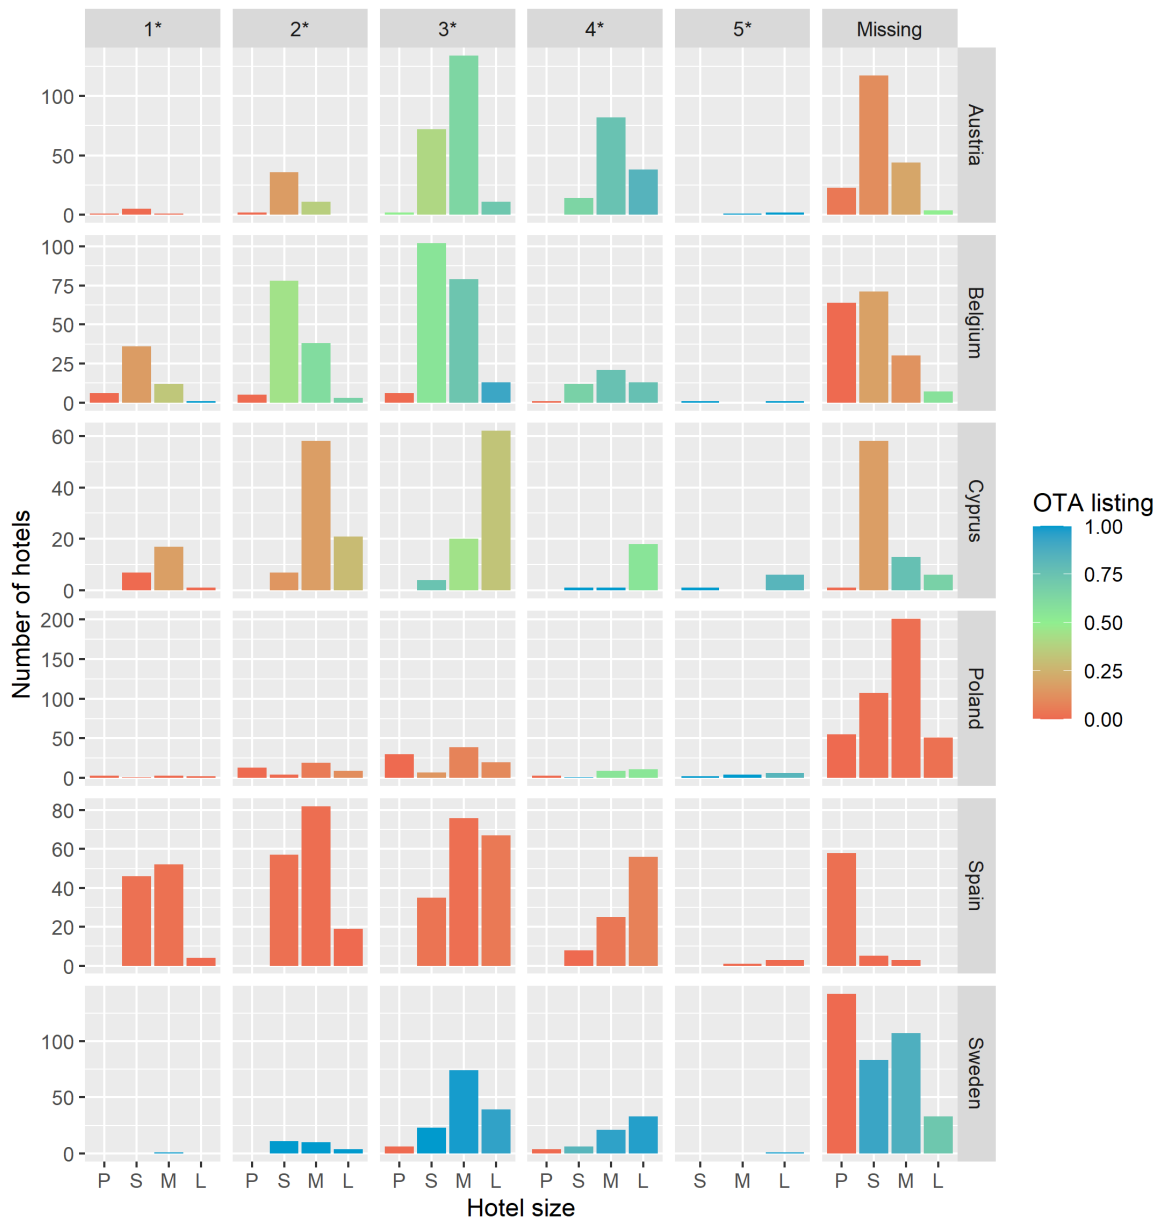 1* 2* 3* 4* 5* Missing
Number of hotels
100
50
0
Austria
100
75
50
25
0
Belgium
60
40
20
0
Cyprus
200
150
100
50
0
Poland
80
60
40
20
0
Spain
100
50
0
Sweden
P S M L P S M L P S M L P S M L S M L P S M L
Hotel size
OTA listing
1.00
0.75
0.50
0.25
0.00